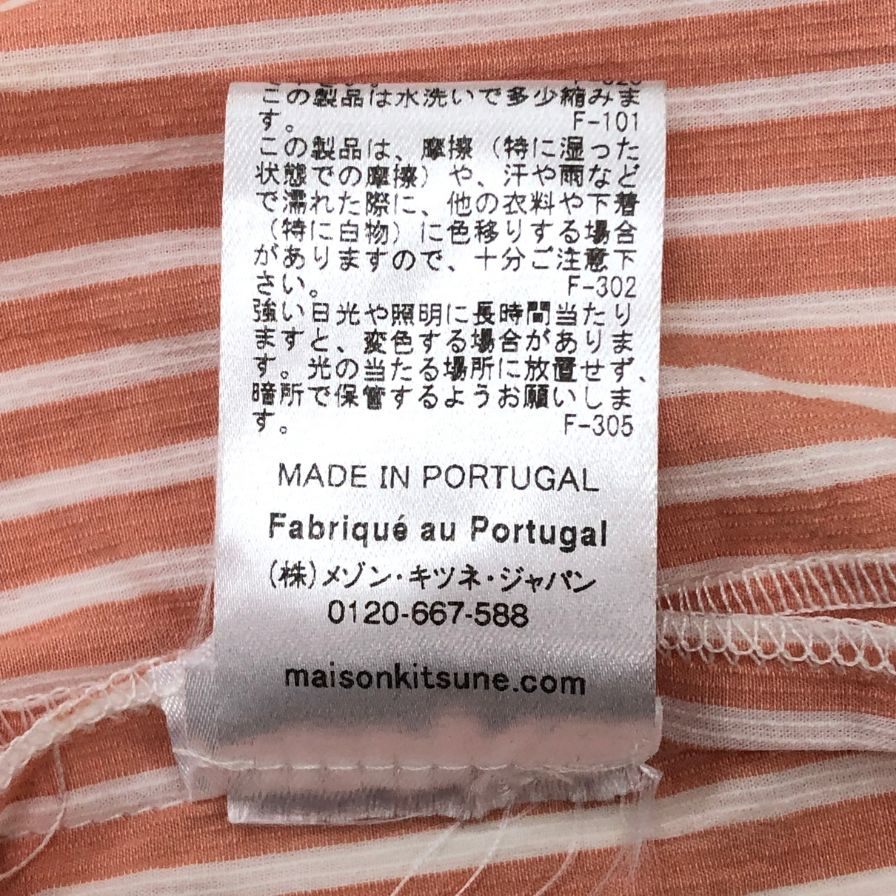 この製品は水洗いで多少縮みま
す。 F-101
この製品は、摩擦（特に湿った
状態での摩擦）や、汗や雨など
で濡れた際に、他の衣料や下着
（特に白物）に色移りする場合
がありますので、十分ご注意下
さい。 F-302
強い日光や照明に長時間当たり
ますと、変色する場合がありま
す。光の当たる場所に放置せず、
暗所で保管するようお願いしま
す。 F-305
MADE IN PORTUGAL
Fabriqué au Portugal
（株）メゾン・キツネ・ジャパン
0120-667-588
maisonkitsune.com